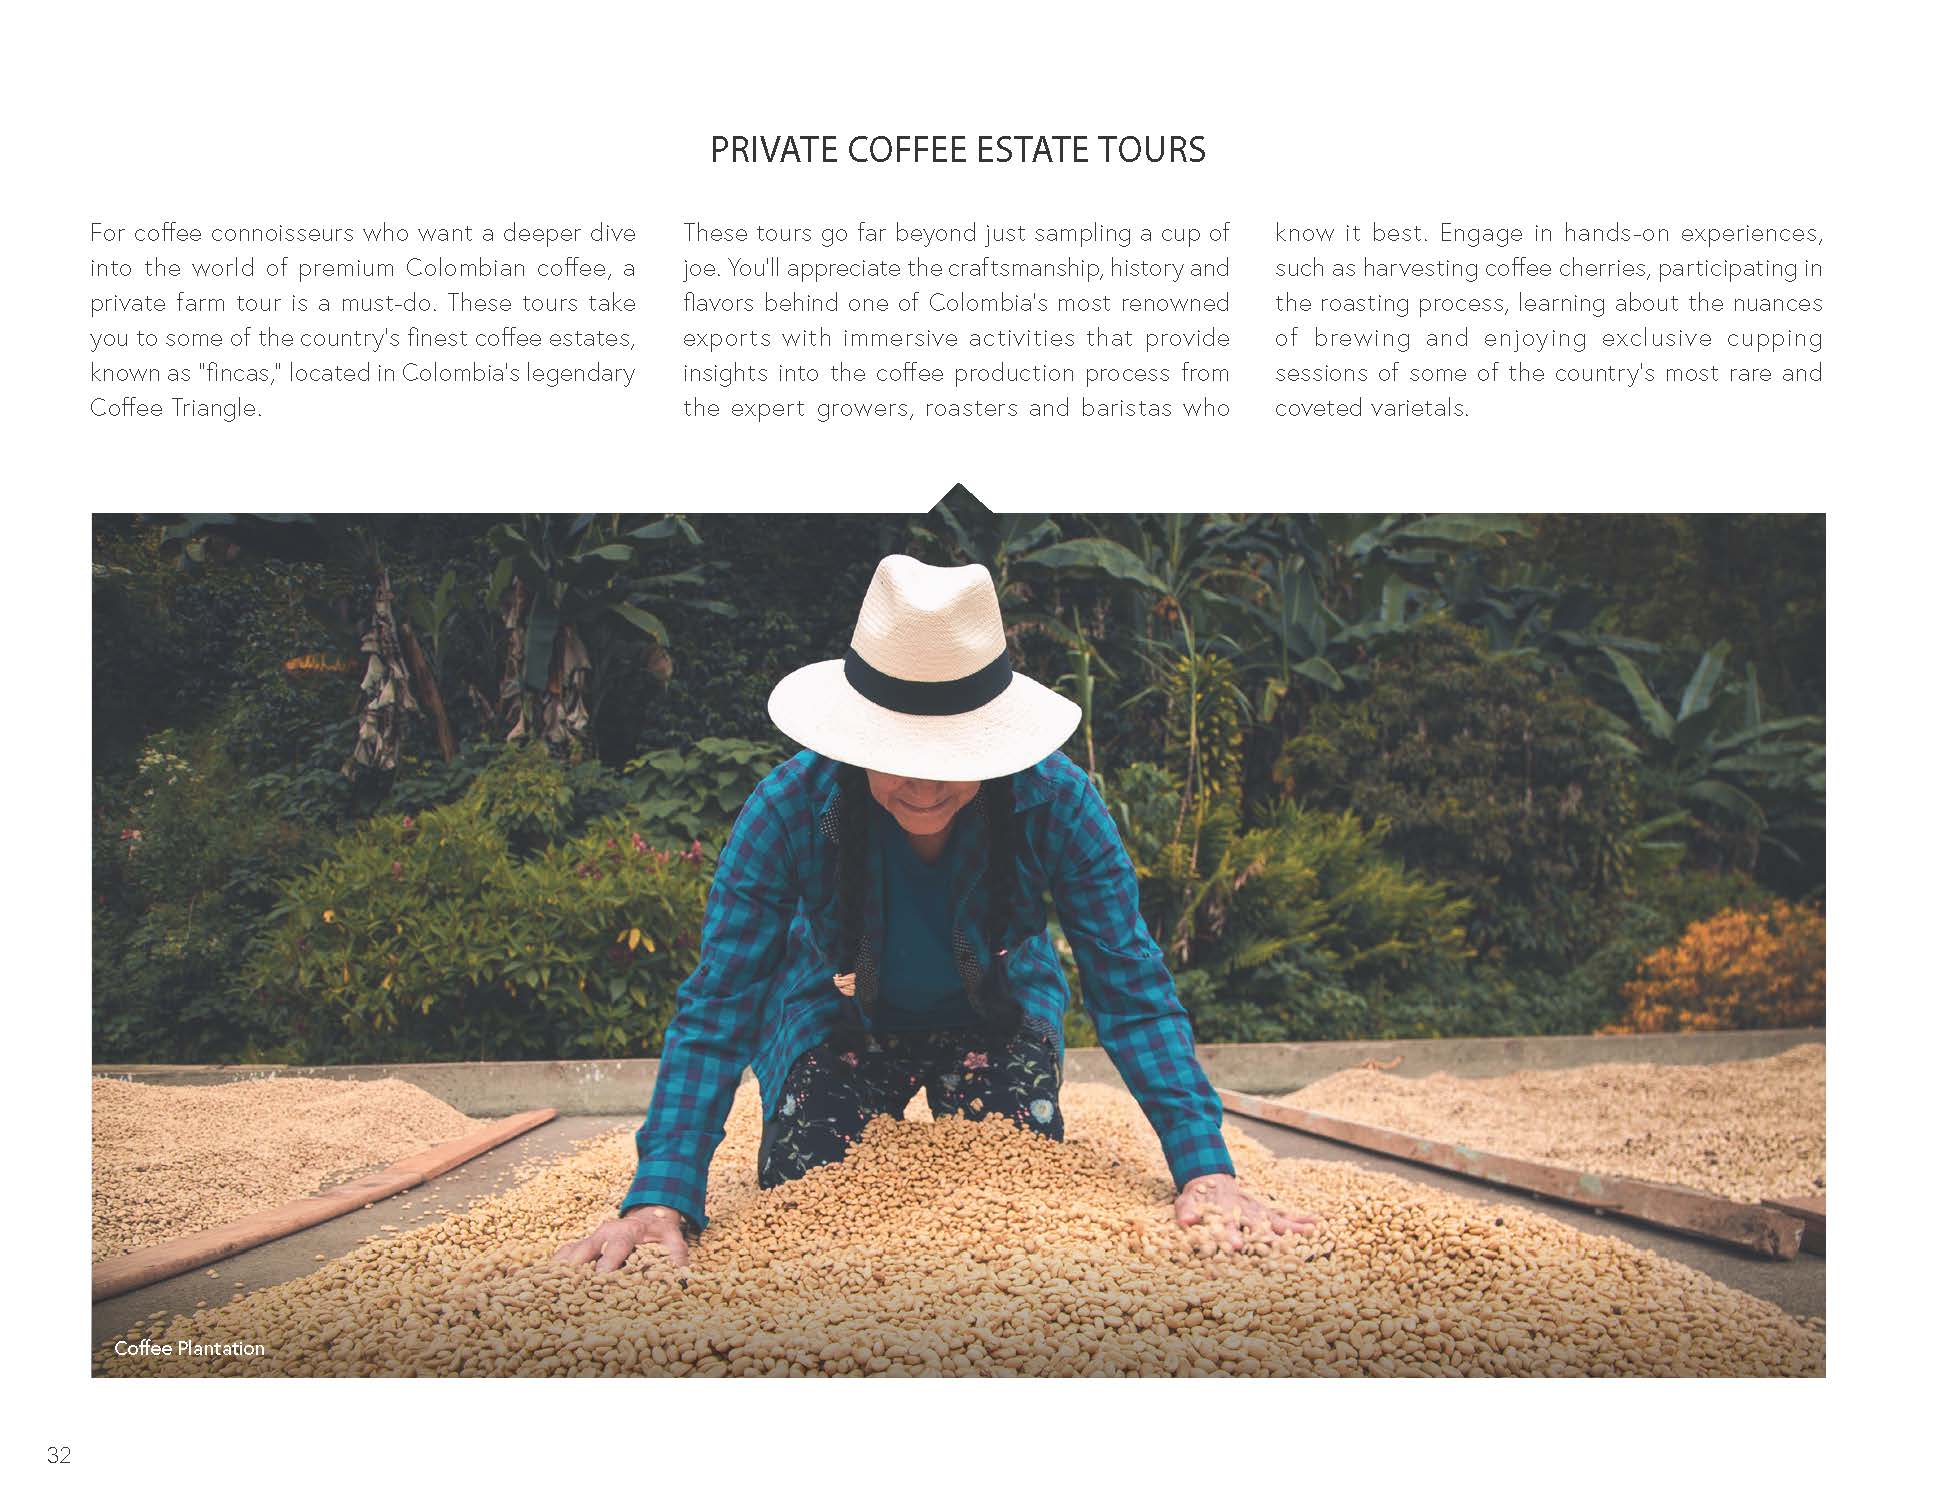 PRIVATE COFFEE ESTATE TOURS
For coffee connoisseurs who want a deeper dive
into the world of premium Colombian coffee, a
private farm tour is a must-do. These tours take
you to some of the country's finest coffee estates,
known as "fincas," located in Colombia's legendary
Coffee Triangle.
These tours go far beyond just sampling a cup of
joe. You'll appreciate the craftsmanship, history and
flavors behind one of Colombia's most renowned
exports with immersive activities that provide
insights into the coffee production process from
the expert growers, roasters and baristas who
know it best. Engage in hands-on experiences,
such as harvesting coffee cherries, participating in
the roasting process, learning about the nuances
of brewing and enjoying exclusive cupping
sessions of some of the country's most rare and
coveted varietals.
Coffee Plantation
32